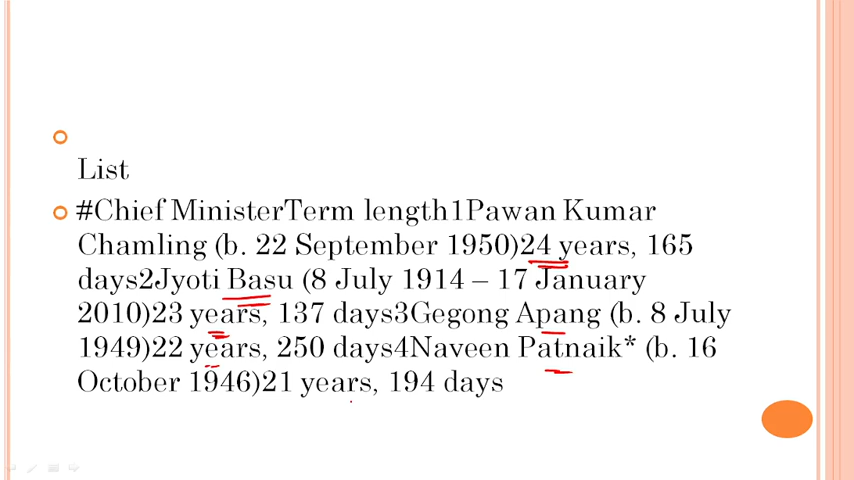 List
#Chief MinisterTerm length1Pawan Kumar
Chamling (b. 22 September 1950)24 years, 165
days2Jyoti Basu (8 July 1914 – 17 January
2010)23 years, 137 days3Gegong Apang (b. 8 July
1949)22 years, 250 days4Naveen Patnaik* (b. 16
October 1946)21 years, 194 days